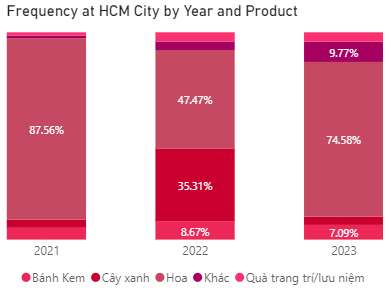 Frequency at HCM City by Year and Product
87.56%
47.47%
35.31%
8.67%
9.77%
74.58%
7.09%
2021 2022 2023
Bánh Kem Cây xanh Hoa Khác Quà trang trí/lưu niệm